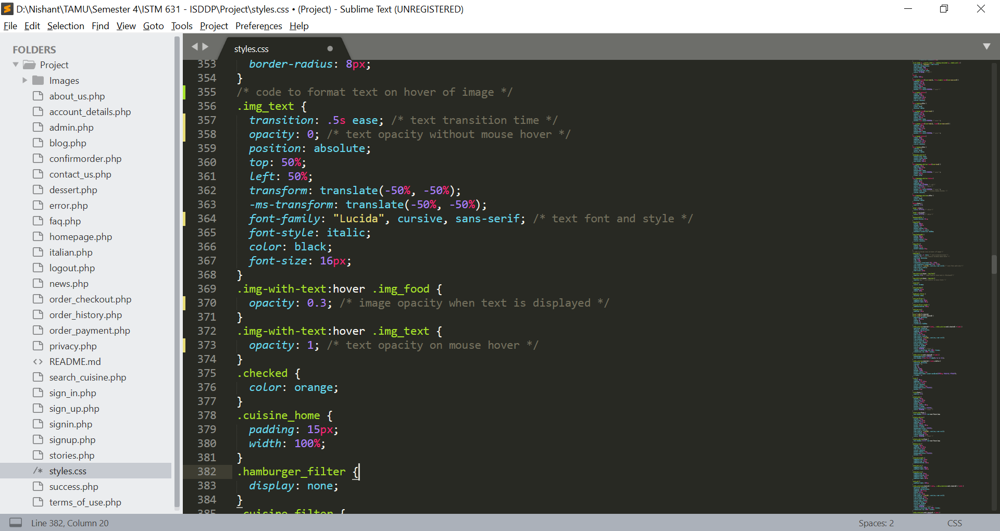 D:\Nishant\TAMU\Semester 4\ISTM 631 - ISDDP\Project\styles.css • (Project) - Sublime Text (UNREGISTERED)
File Edit Selection Find View Goto Tools Project Preferences Help
FOLDERS
Project
Images
about_us.php
account_details.php
admin.php
blog.php
confirmorder.php
contact_us.php
dessert.php
error.php
faq.php
homepage.php
italian.php
logout.php
news.php
order_checkout.php
order_history.php
order_payment.php
privacy.php
<> README.md
search_cuisine.php
sign_in.php
sign_up.php
signin.php
signup.php
stories.php
/* styles.css
success.php
terms_of_use.php
styles.css
353 border-radius: 8px;
354 }
355 /* code to format text on hover of image */
356 .img_text {
357 transition: .5s ease; /* text transition time */
358 opacity: 0; /* text opacity without mouse hover */
359 position: absolute;
360 top: 50%;
361 left: 50%;
362 transform: translate(-50%, -50%);
363 -ms-transform: translate(-50%, -50%);
364 font-family: "Lucida", cursive, sans-serif; /* text font and style */
365 font-style: italic;
366 color: black;
367 font-size: 16px;
368 }
369 .img-with-text:hover .img_food {
370 opacity: 0.3; /* image opacity when text is displayed */
371 }
372 .img-with-text:hover .img_text {
373 opacity: 1; /* text opacity on mouse hover */
374 }
375 .checked {
376 color: orange;
377 }
378 .cuisine_home {
379 padding: 15px;
380 width: 100%;
381 }
382 .hamburger_filter {
383 display: none;
384 }
385 .cuisine_filter {
Line 382, Column 20
Spaces: 2
CSS